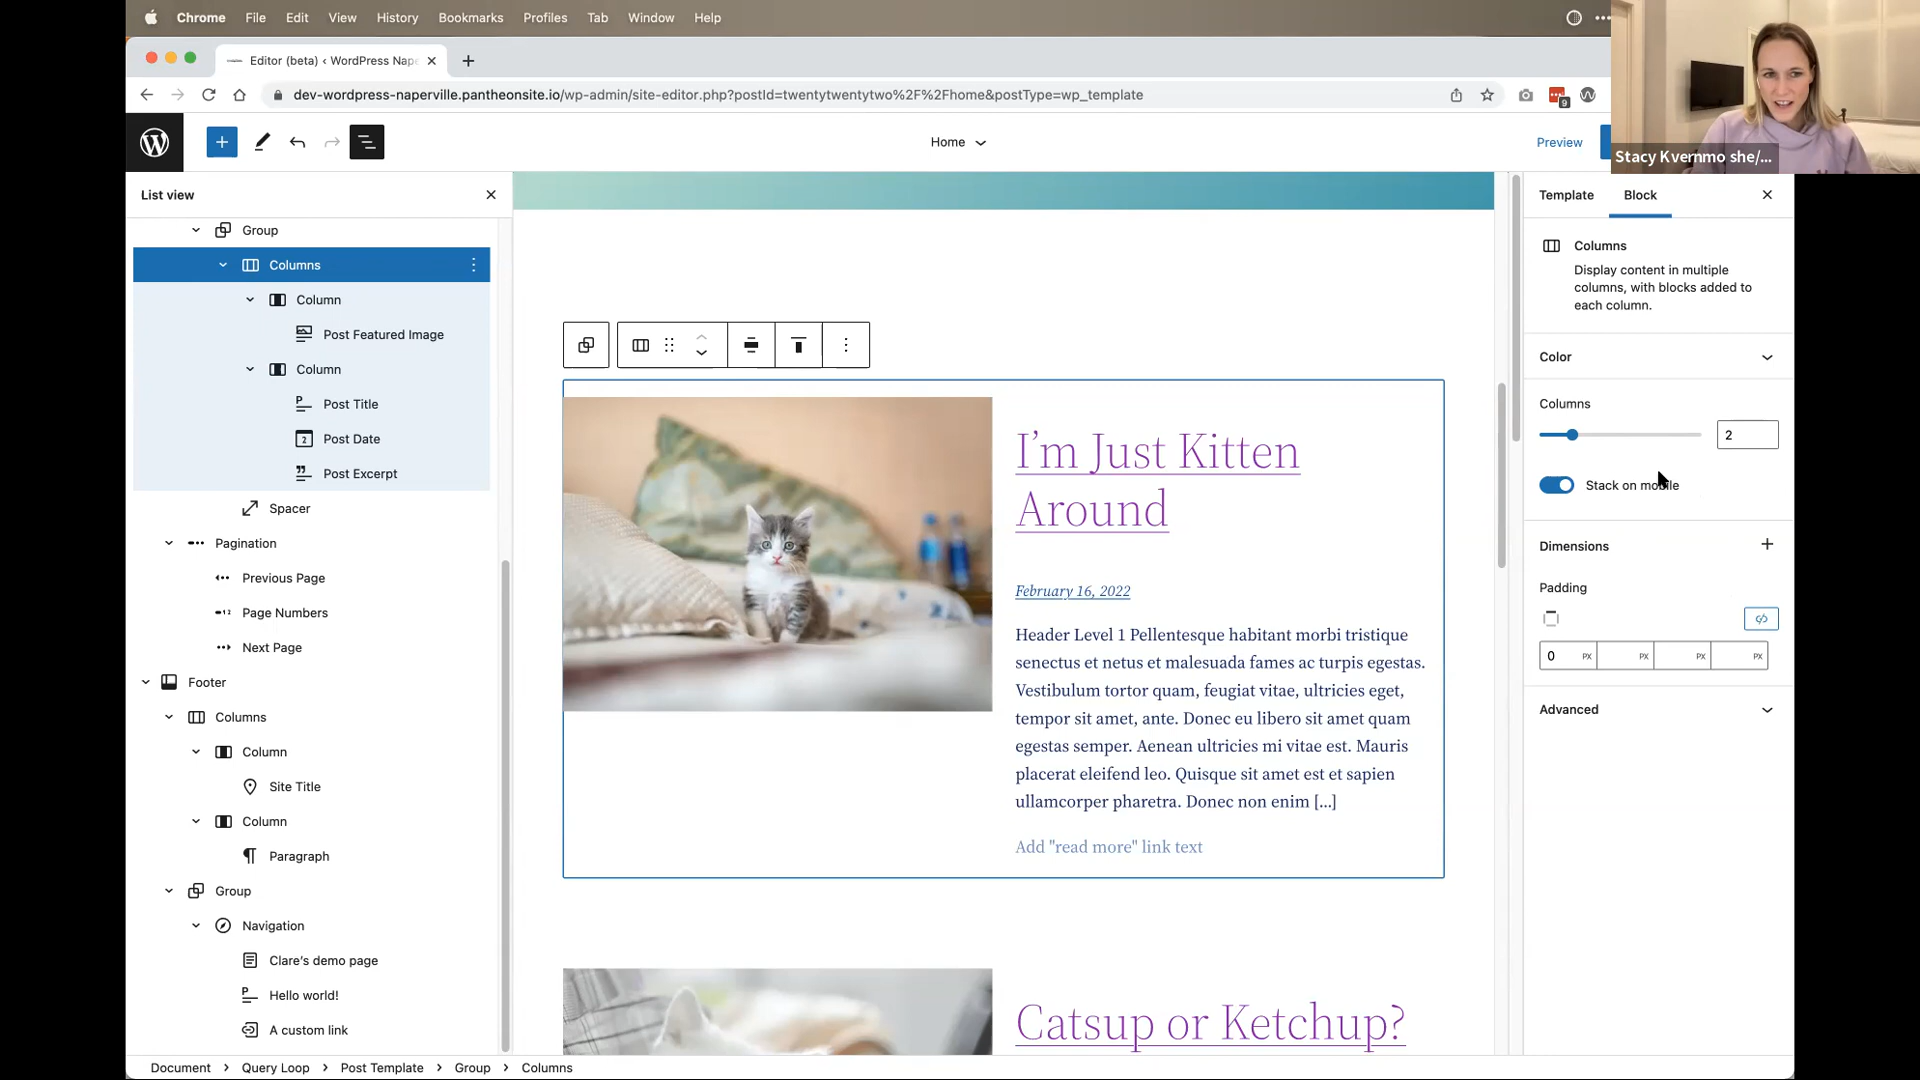 Chrome File Edit View History Bookmarks Profiles Tab Window Help
Editor (beta) ‹ WordPress Nap
dev-wordpress-naperville.pantheonsite.io/wp-admin/site-editor.php?postId=twentytwentytwo%2F%2Fhome&postType=wp_template
9
Home
Preview
Stacy Kvernmo she/...
List view
Template Block
Group
Columns
Column
Post Featured Image
Column
Post Title
Post Date
Post Excerpt
Spacer
Pagination
Previous Page
Page Numbers
Next Page
Footer
Columns
Column
Site Title
Column
Paragraph
Group
Navigation
Clare's demo page
Hello world!
A custom link
I'm Just Kitten
Around
February 16, 2022
Header Level 1 Pellentesque habitant morbi tristique
senectus et netus et malesuada fames ac turpis egestas.
Vestibulum tortor quam, feugiat vitae, ultricies eget,
tempor sit amet, ante. Donec eu libero sit amet quam
egestas semper. Aenean ultricies mi vitae est. Mauris
placerat eleifend leo. Quisque sit amet est et sapien
ullamcorper pharetra. Donec non enim […]
Add "read more" link text
Catsup or Ketchup?
Columns
Display content in multiple
columns, with blocks added to
each column.
Color
Columns
2
Stack on mobile
Dimensions
Padding
0 PX PX PX PX
Advanced
Document › Query Loop › Post Template › Group › Columns